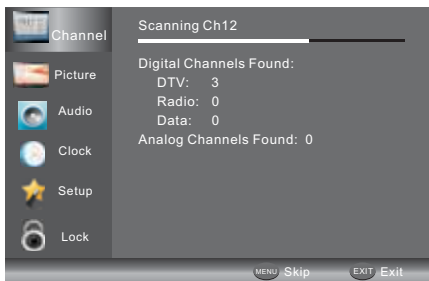 Channel
Picture
Audio
Clock
Setup
Lock
Scanning Ch12
Digital Channels Found:
DTV: 3
Radio: 0
Data: 0
Analog Channels Found: 0
MENU Skip EXIT Exit